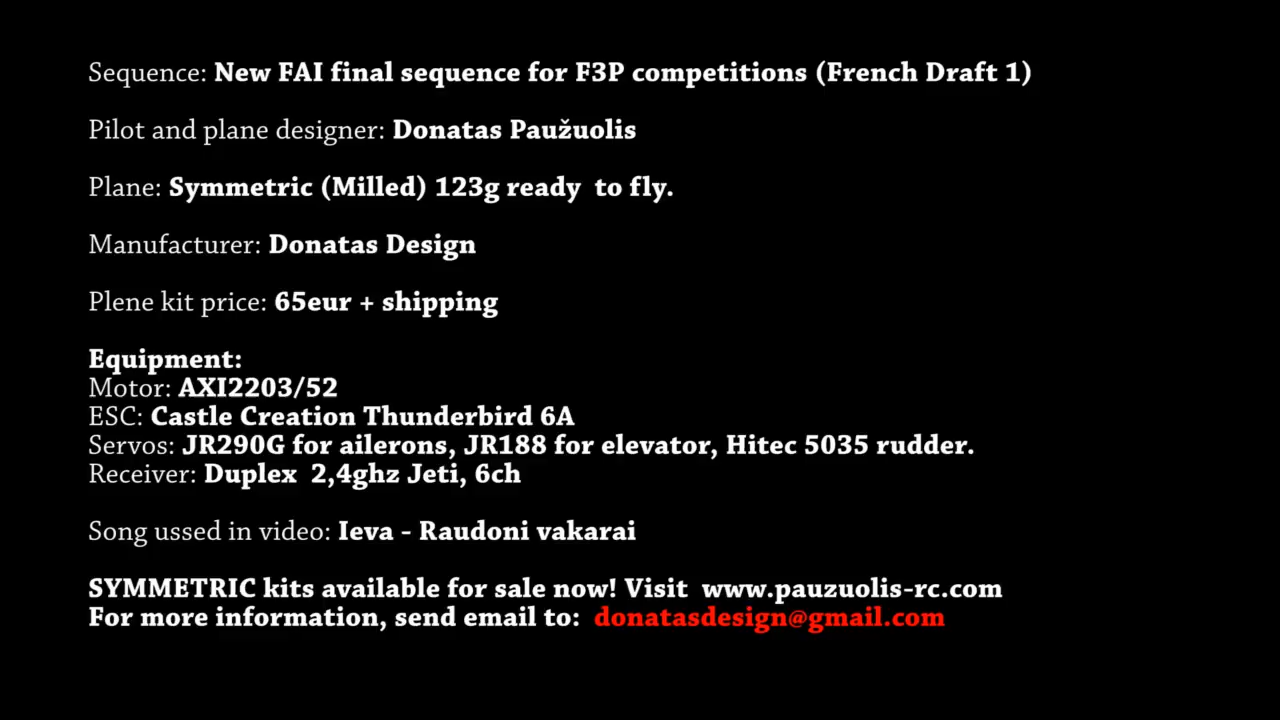 Sequence: New FAI final sequence for F3P competitions (French Draft 1)
Pilot and plane designer: Donatas Paužuolis
Plane: Symmetric (Milled) 123g ready  to fly.
Manufacturer: Donatas Design
Plene kit price: 65eur + shipping
Equipment:
Motor: AXI2203/52
ESC: Castle Creation Thunderbird 6A
Servos: JR290G for ailerons, JR188 for elevator, Hitec 5035 rudder.
Receiver: Duplex  2,4ghz Jeti, 6ch
Song ussed in video: Ieva - Raudoni vakarai
SYMMETRIC kits available for sale now! Visit  www.pauzuolis-rc.com
For more information, send email to:  donatasdesign@gmail.com